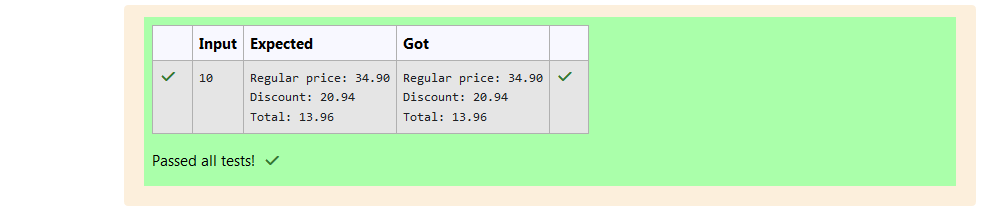 Input Expected Got
10 Regular price: 34.90 Regular price: 34.90
Discount: 20.94 Discount: 20.94
Total: 13.96 Total: 13.96
Passed all tests!